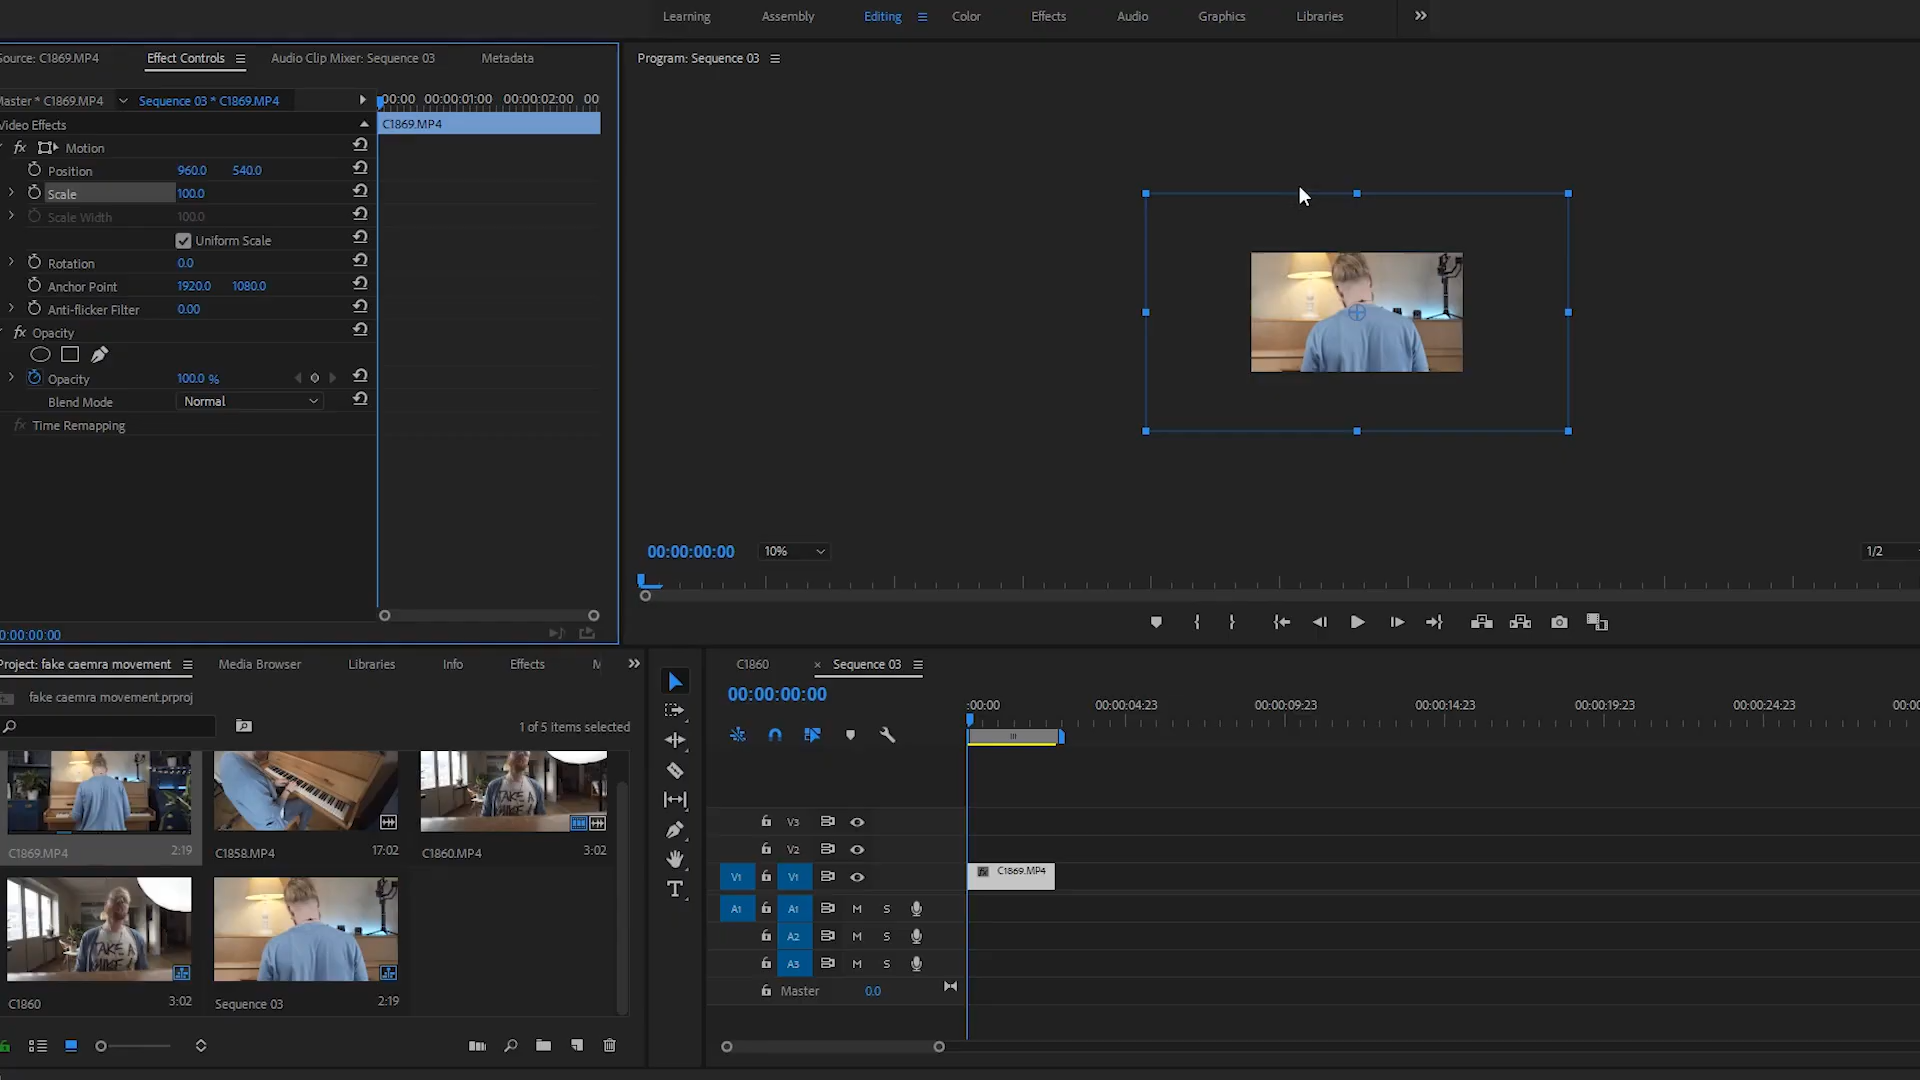 Learning Assembly Editing Color Effects Audio Graphics Libraries
ource: C1869.MP4 Effect Controls Audio Clip Mixer: Sequence 03 Metadata
Program: Sequence 03
aster * C1869.MP4 Sequence 03 * C1869.MP4
00:00 00:00:01:00 00:00:02:00 00
Video Effects
C1869.MP4
fx Motion
Position 960.0 540.0
Scale 100.0
Scale Width 100.0
Uniform Scale
Rotation 0.0
Anchor Point 1920.0 1080.0
Anti-flicker Filter 0.00
fx Opacity
Opacity 100.0 %
Blend Mode Normal
fx Time Remapping
00:00:00:00 10% 1/2
0:00:00:00
Project: fake caemra movement Media Browser Libraries Info Effects M
fake caemra movement.prproj
1 of 5 items selected
C1869.MP4 2:19
C1858.MP4 17:02
C1860.MP4 3:02
C1860 3:02
Sequence 03 2:19
TAKE A
TAKE A
C1860 × Sequence 03
00:00:00:00
:00:00 00:00:04:23 00:00:09:23 00:00:14:23 00:00:19:23 00:00:24:23 00:0
V3
V2
V1 V1 fx C1869.MP4
A1 A1 M S
A2 M S
A3 M S
Master 0.0
T